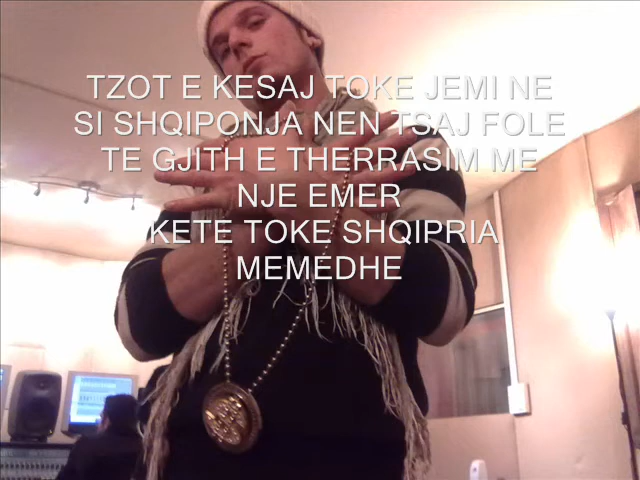 TZOT E KESAJ TOKE JEMI NE
SI SHQIPONJA NEN TSAJ FOLE
TE GJITH E THERRASIM ME
NJE EMER
KETE TOKE SHQIPRIA
MEMEDHE